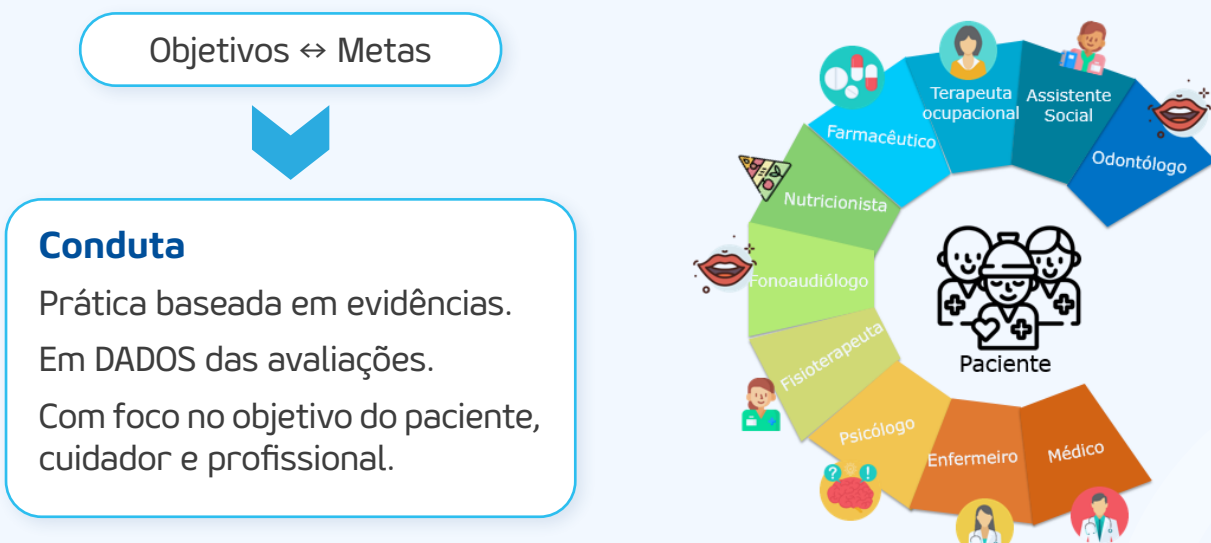 Objetivos ↔ Metas
Conduta
Prática baseada em evidências.
Em DADOS das avaliações.
Com foco no objetivo do paciente,
cuidador e profissional.
Farmacêutico
Terapeuta
ocupacional
Assistente
Social
Odontólogo
Nutricionista
Fonoaudiólogo
Fisioterapeuta
Psicólogo
Enfermeiro
Médico
Paciente
? !